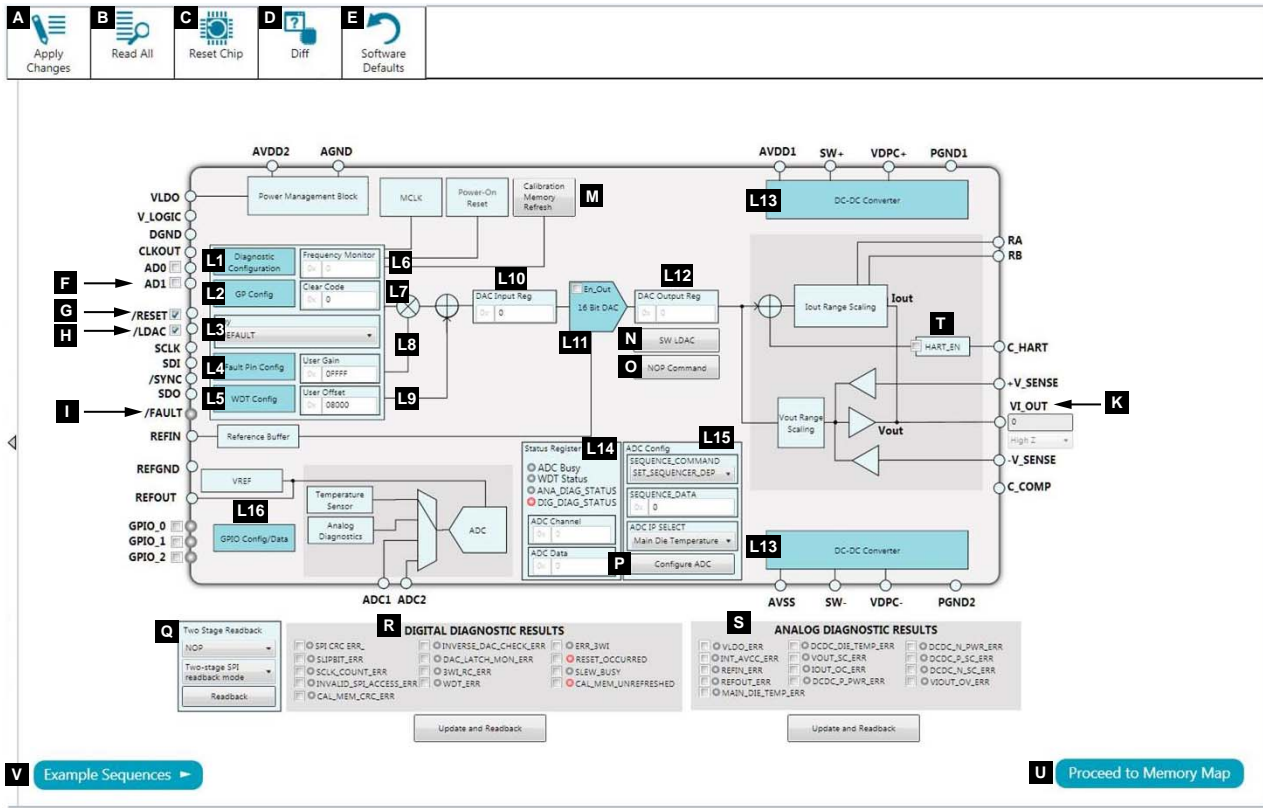 A
Apply
Changes
B
Read All
C
Reset Chip
D
Diff
E
Software
Defaults
AVDD2
AGND
AVDD1
SW+
VDPC+
PGND1
VLDO
V_LOGIC
DGND
CLKOUT
AD0
F
AD1
G
/RESET
H
/LDAC
SCLK
SDI
/SYNC
SDO
I
/FAULT
REFIN
REFGND
REFOUT
GPIO_0
GPIO_1
GPIO_2
Power Management Block
MCLK
Power-On
Reset
Calibration
Memory
Refresh
M
L13
DC-DC Converter
L1
Diagnostic
Configuration
Frequency Monitor
0x 0
L6
L2
GP Config
Clear Code
0x 0
L7
L3
EFAULT
L8
L4
Fault Pin Config
User Gain
0x 0FFFF
L5
WDT Config
User Offset
0x 08000
L9
L10
DAC Input Reg
0x 0
En_Out
16 Bit DAC
L11
L12
DAC Output Reg
0x 0
N
SW LDAC
O
NOP Command
Iout Range Scaling
Iout
T
HART_EN
RA
RB
C_HART
+V_SENSE
VI_OUT
K
0
High Z
-V_SENSE
C_COMP
Vout Range
Scaling
Vout
Reference Buffer
VREF
L16
GPIO Config/Data
Temperature
Sensor
Analog
Diagnostics
ADC
Status Register
L14
ADC Busy
WDT Status
ANA_DIAG_STATUS
DIG_DIAG_STATUS
ADC Channel
0x 0
ADC Data
0x 0
ADC Config
L15
SEQUENCE_COMMAND
SET_SEQUENCER_DEP
SEQUENCE_DATA
0x 0
ADC IP SELECT
Main Die Temperature
P
Configure ADC
L13
DC-DC Converter
ADC1
ADC2
AVSS
SW-
VDPC-
PGND2
Q
Two Stage Readback
NOP
Two-stage SPI
readback mode
Readback
R
DIGITAL DIAGNOSTIC RESULTS
SPI CRC ERR_
INVERSE_DAC_CHECK_ERR
ERR_3WI
SLIPBIT_ERR
DAC_LATCH_MON_ERR
RESET_OCCURRED
SCLK_COUNT_ERR
3WI_RC_ERR
SLEW_BUSY
INVALID_SPI_ACCESS_ERR
WDT_ERR
CAL_MEM_UNREFRESHED
CAL_MEM_CRC_ERR
Update and Readback
S
ANALOG DIAGNOSTIC RESULTS
VLDO_ERR
DCDC_DIE_TEMP_ERR
DCDC_N_PWR_ERR
INT_AVCC_ERR
VOUT_SC_ERR
DCDC_P_SC_ERR
REFIN_ERR
IOUT_OC_ERR
DCDC_N_SC_ERR
REFOUT_ERR
DCDC_P_PWR_ERR
VIOUT_OV_ERR
MAIN_DIE_TEMP_ERR
Update and Readback
V
Example Sequences
U
Proceed to Memory Map